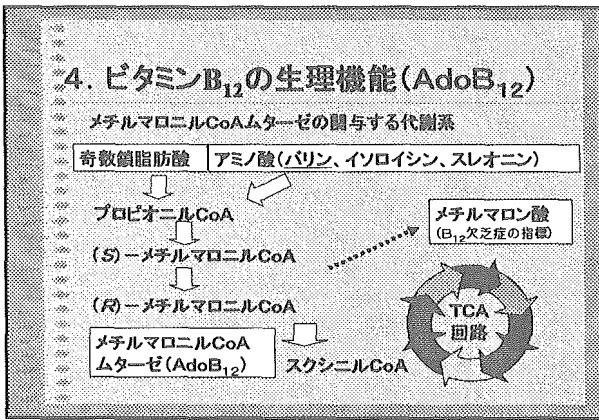 4. ビタミンB12の生理機能(AdoB12)
メチルマロニルCoAムターゼの関与する代謝系
奇数鎖脂肪酸 アミノ酸(バリン、イソロイシン、スレオニン)
プロピオニルCoA
メチルマロン酸
(B12欠乏症の指標)
(S)-メチルマロニルCoA
(R)-メチルマロニルCoA
TCA
回路
メチルマロニルCoA
ムターゼ(AdoB12)
スクシニルCoA